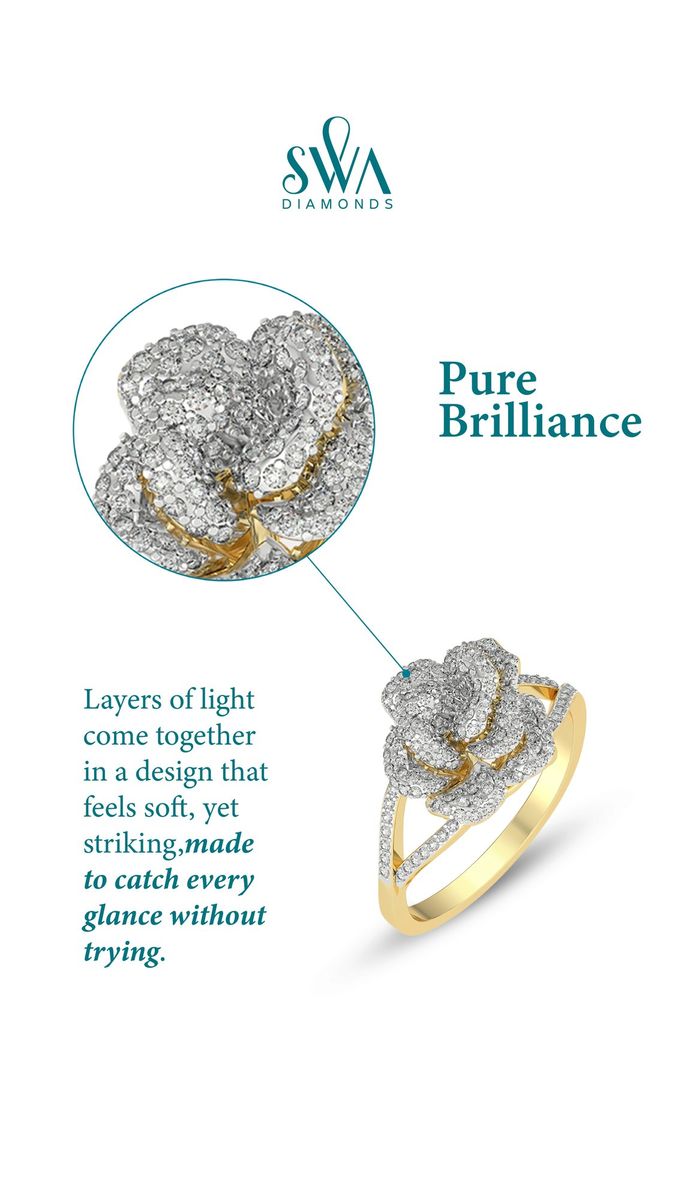 SWA
DIAMONDS
Pure
Brilliance
Layers of light
come together
in a design that
feels soft, yet
striking,made
to catch every
glance without
trying.